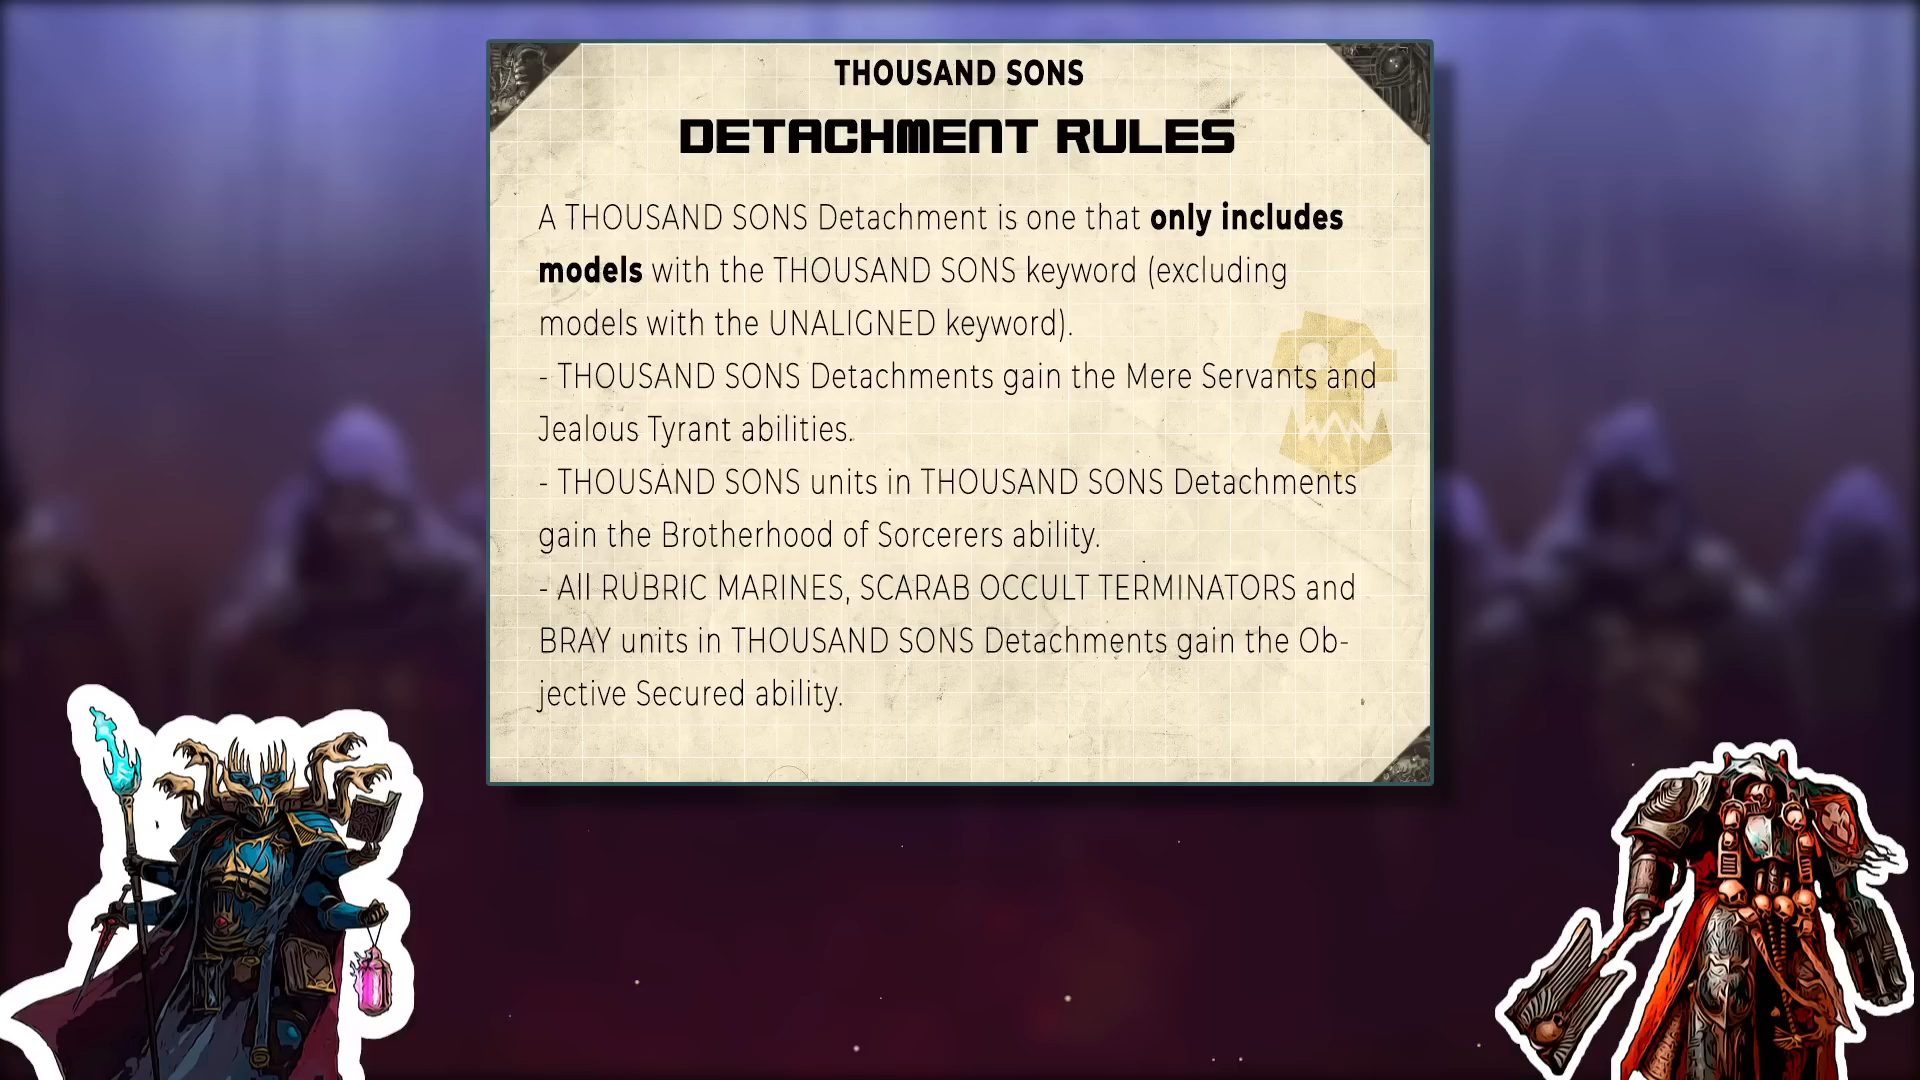 THOUSAND SONS
DETACHMENT RULES
A THOUSAND SONS Detachment is one that only includes
models with the THOUSAND SONS keyword (excluding
models with the UNALIGNED keyword).
- THOUSAND SONS Detachments gain the Mere Servants and
Jealous Tyrant abilities.
- THOUSAND SONS units in THOUSAND SONS Detachments
gain the Brotherhood of Sorcerers ability.
- All RUBRIC MARINES, SCARAB OCCULT TERMINATORS and
BRAY units in THOUSAND SONS Detachments gain the Ob-
jective Secured ability.